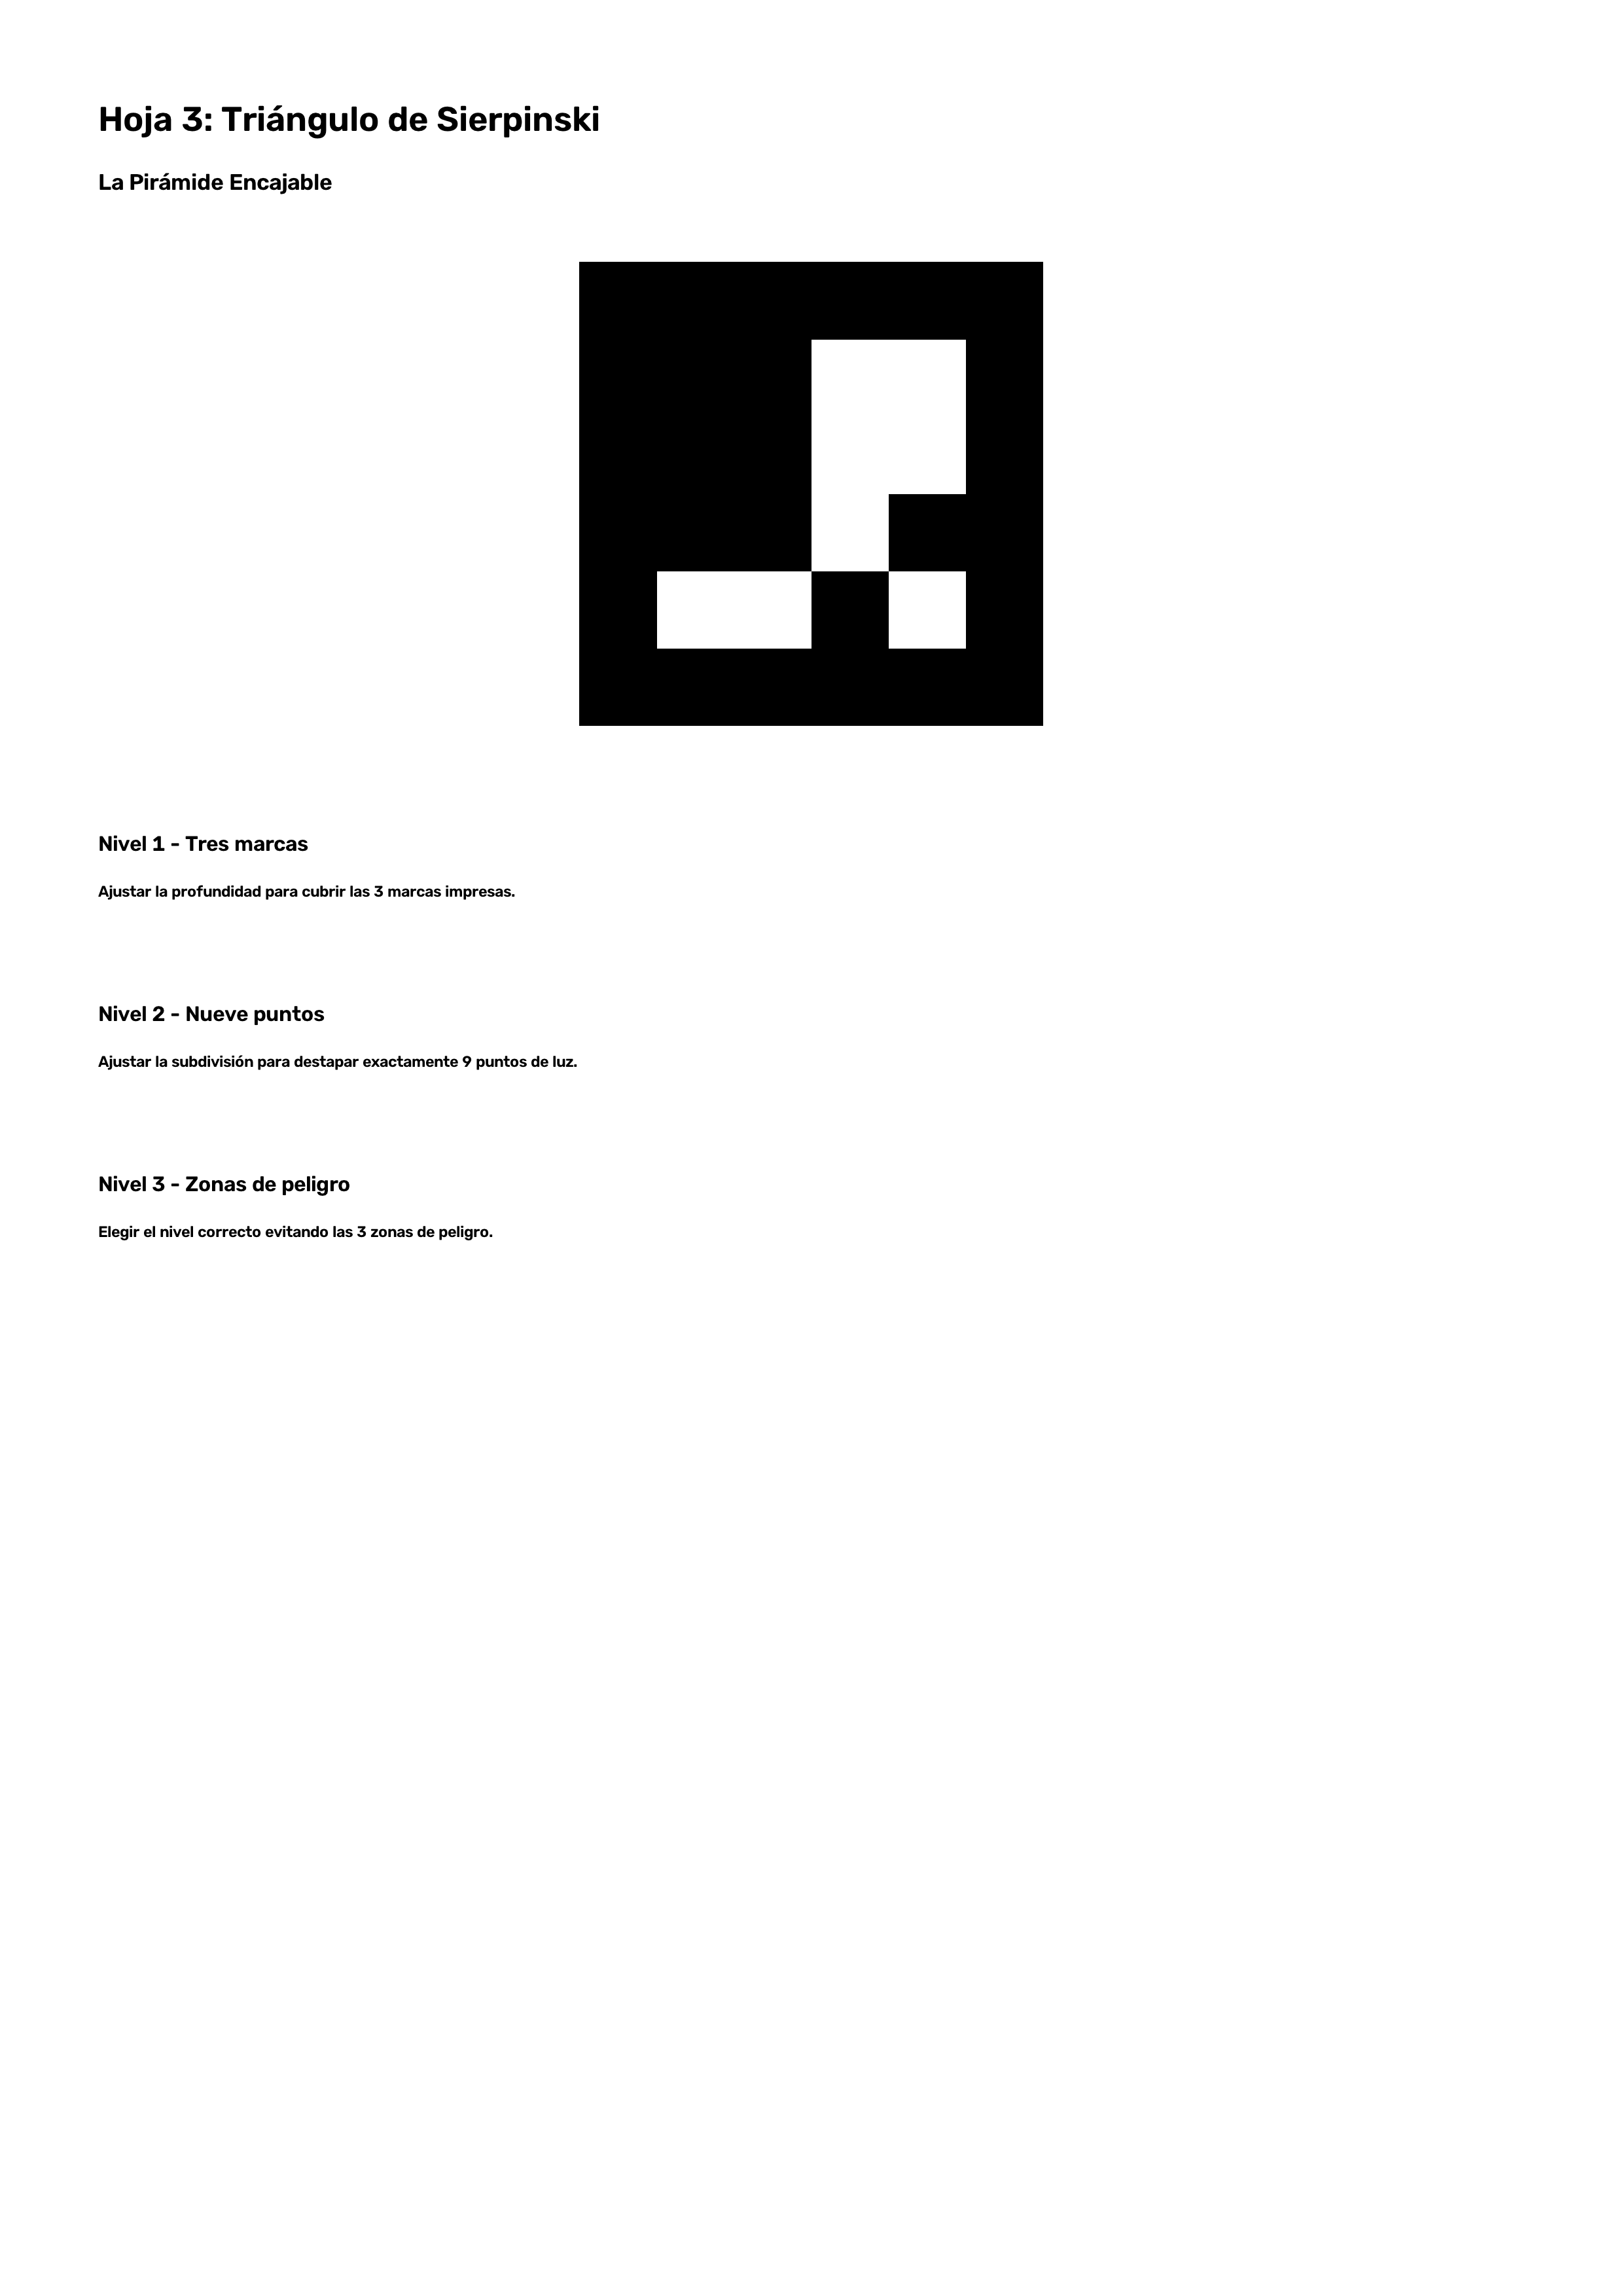 Hoja 3: Triángulo de Sierpinski
La Pirámide Encajable
Nivel 1 - Tres marcas
Ajustar la profundidad para cubrir las 3 marcas impresas.
Nivel 2 - Nueve puntos
Ajustar la subdivisión para destapar exactamente 9 puntos de luz.
Nivel 3 - Zonas de peligro
Elegir el nivel correcto evitando las 3 zonas de peligro.